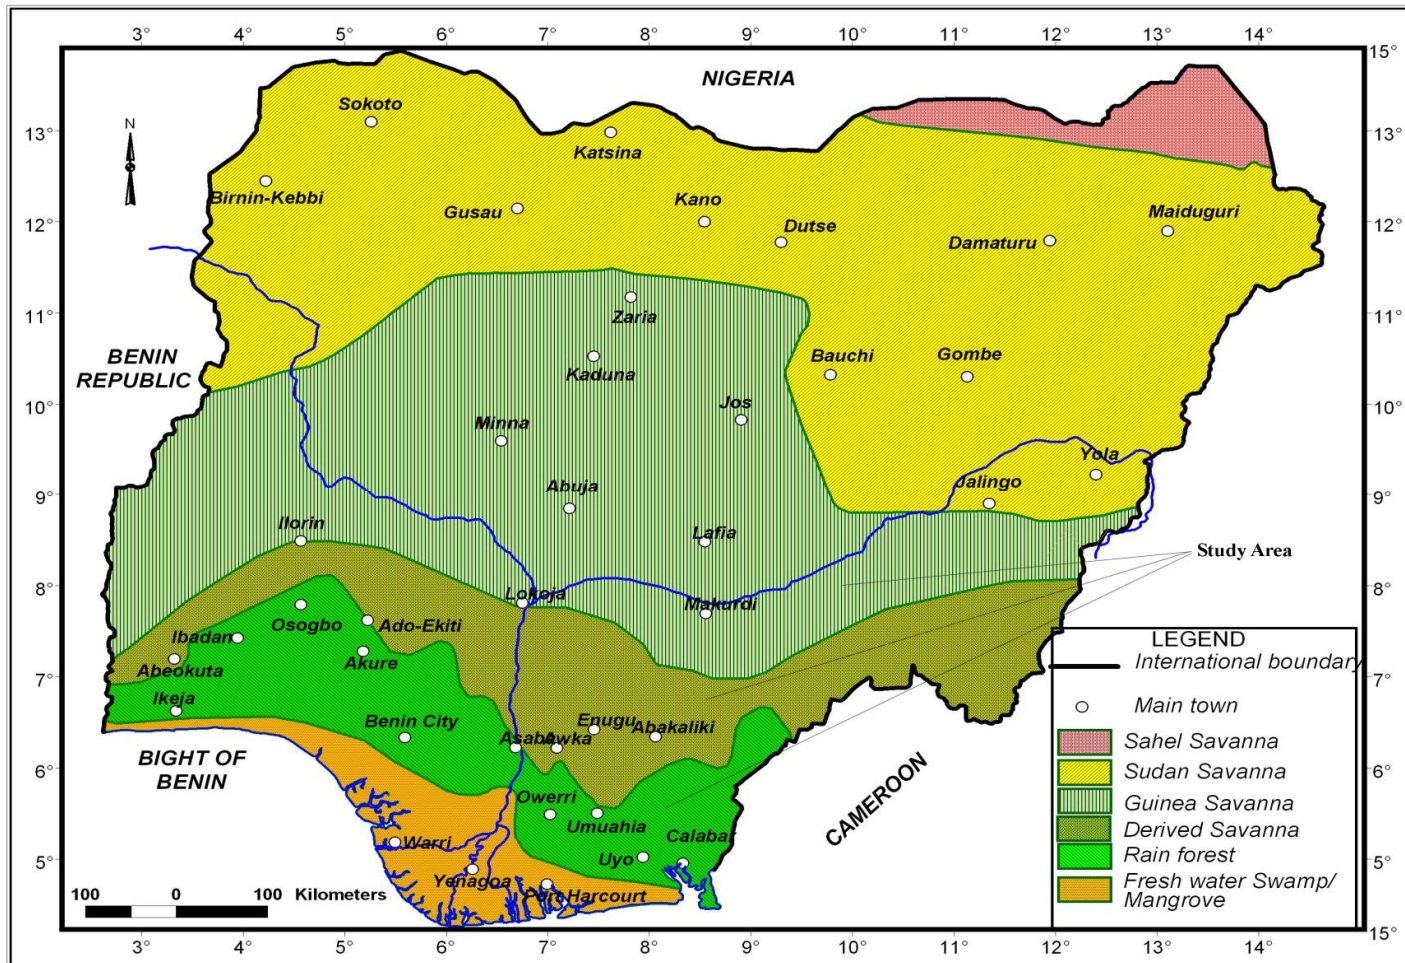 3° 4° 5° 6° 7° 8° 9° 10° 11° 12° 13° 14°
15°
NIGERIA
N
Sokoto
13°
13°
Katsina
Birnin-Kebbi
Kano
Gusau
Dutse
Maiduguri
12°
12°
Damaturu
11°
11°
Zaria
BENIN
REPUBLIC
Bauchi
Gombe
Kaduna
10°
10°
Jos
Minna
Yola
Jalingo
Abuja
9°
9°
Ilorin
Lafia
Study Area
8°
8°
Lokoja
Makurdi
Osogbo
Ado-Ekiti
Ibadan
Akure
Abeokuta
7°
7°
Ikeja
Benin City
Enugu
Abakaliki
Asaba
Awka
BIGHT OF
BENIN
6°
6°
CAMEROON
Owerri
Umuahia
Calabar
Warri
Uyo
5°
5°
Yenagoa
Port Harcourt
100 0 100 Kilometers
LEGEND
International boundary
Main town
Sahel Savanna
Sudan Savanna
Guinea Savanna
Derived Savanna
Rain forest
Fresh water Swamp/
Mangrove
15°
3° 4° 5° 6° 7° 8° 9° 10° 11° 12° 13° 14°